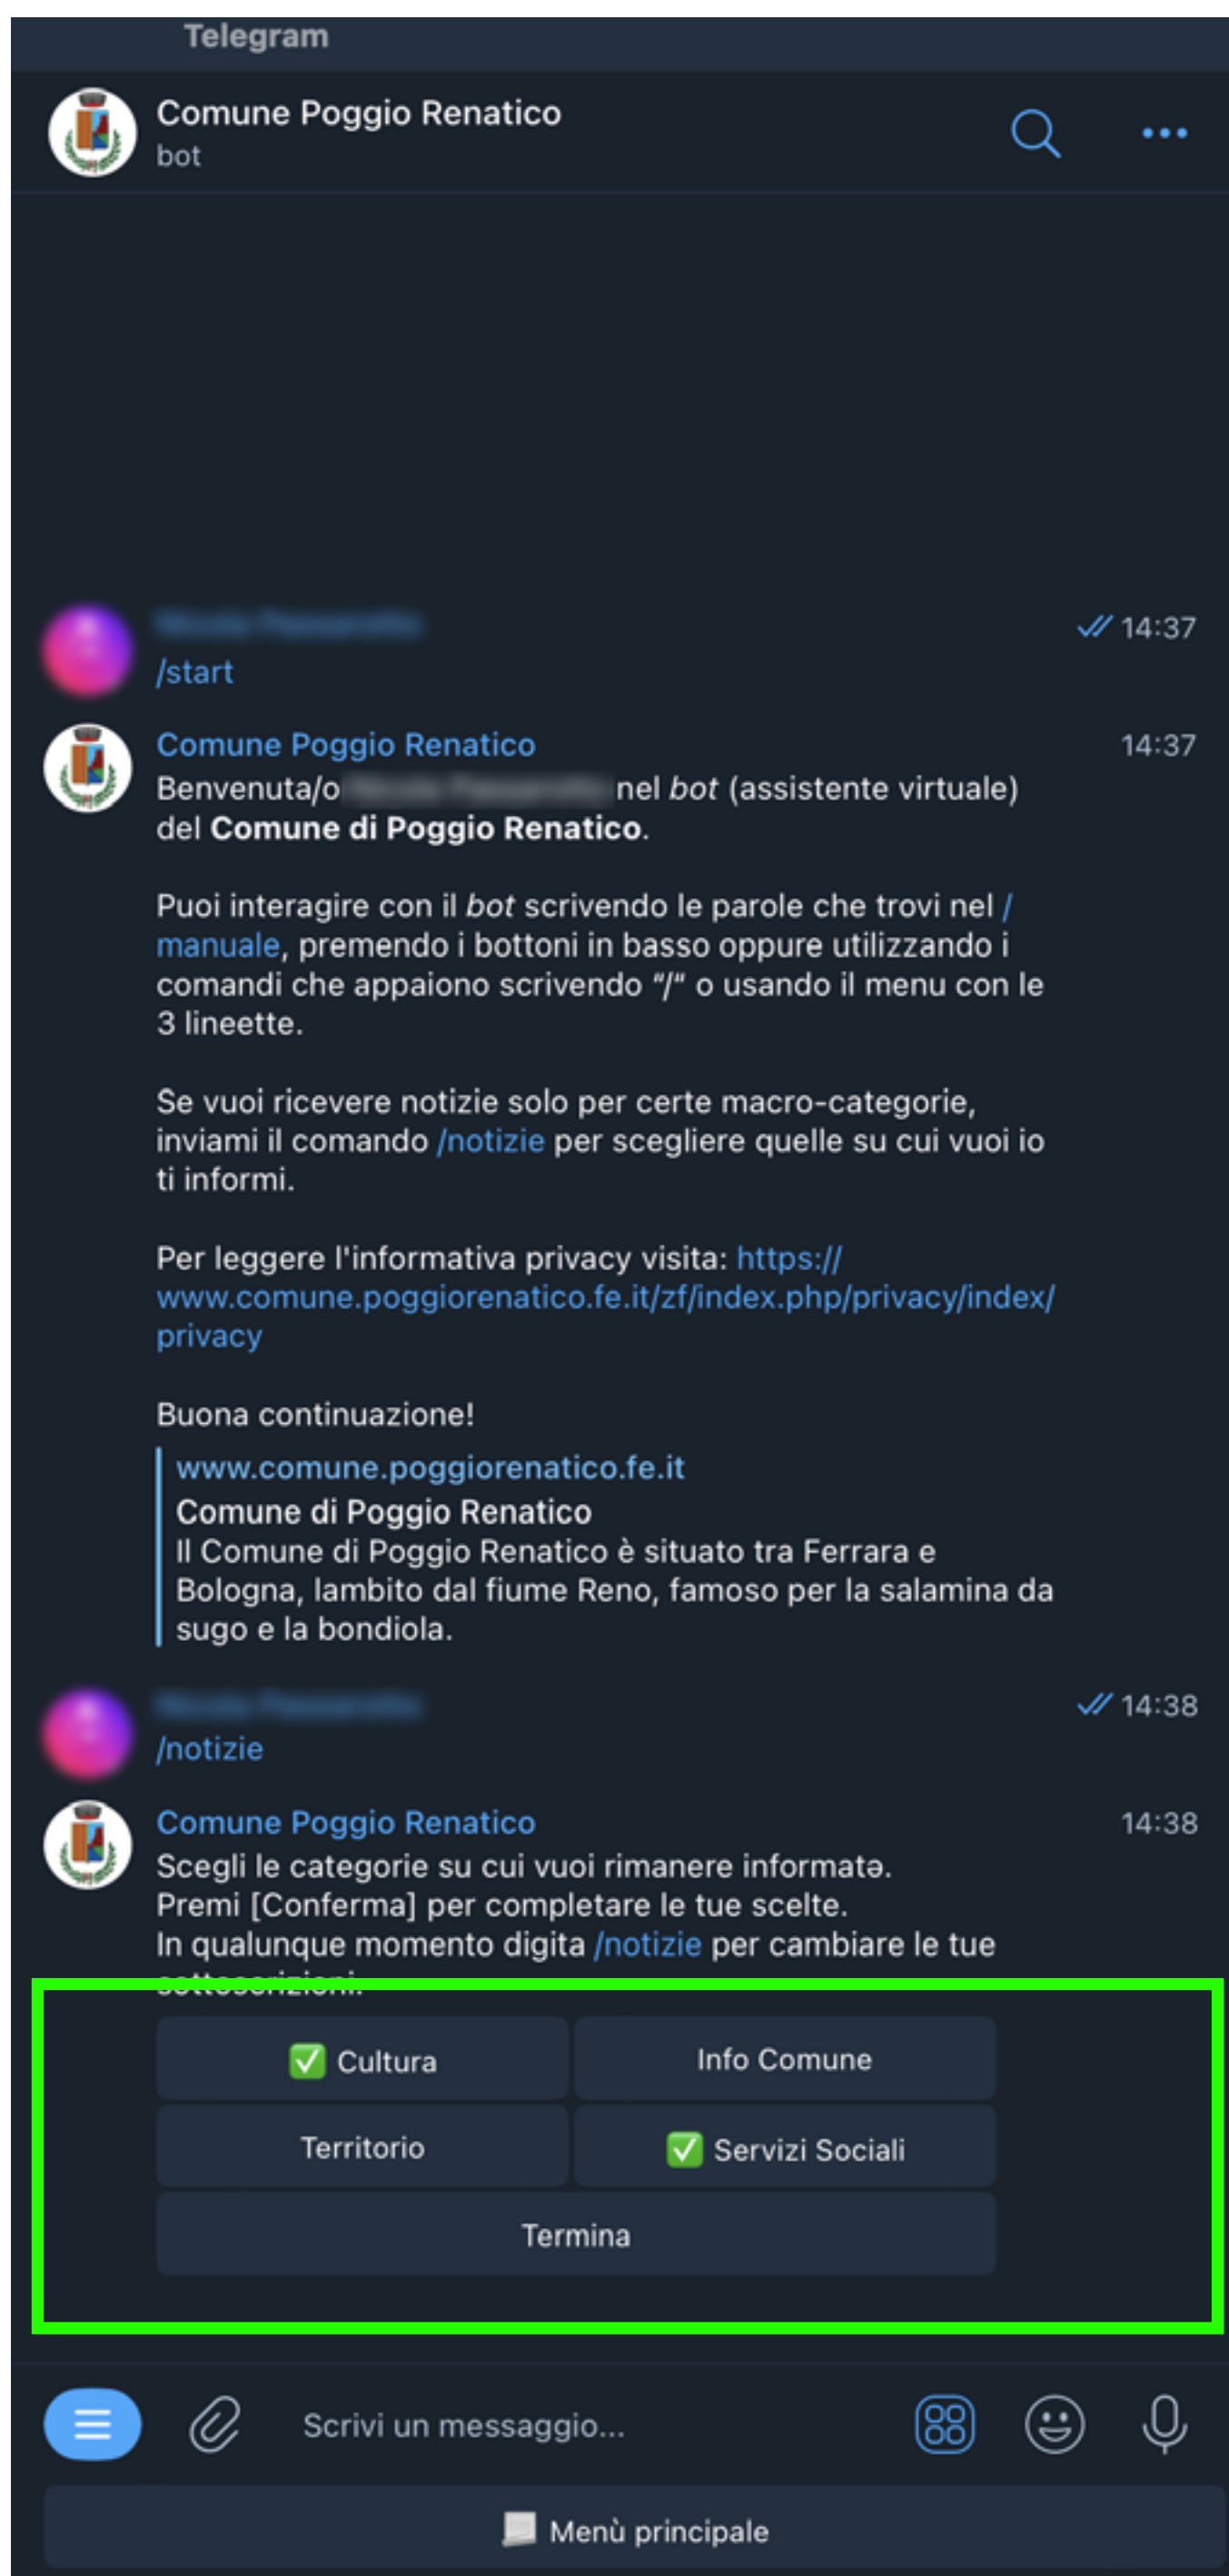 Telegram
Comune Poggio Renatico
bot
14:37
/start
Comune Poggio Renatico
14:37
Benvenuta/o nel bot (assistente virtuale)
del Comune di Poggio Renatico.
Puoi interagire con il bot scrivendo le parole che trovi nel /
manuale, premendo i bottoni in basso oppure utilizzando i
comandi che appaiono scrivendo "/" o usando il menu con le
3 lineette.
Se vuoi ricevere notizie solo per certe macro-categorie,
inviami il comando /notizie per scegliere quelle su cui vuoi io
ti informi.
Per leggere l'informativa privacy visita: https://
www.comune.poggiorenatico.fe.it/zf/index.php/privacy/index/
privacy
Buona continuazione!
www.comune.poggiorenatico.fe.it
Comune di Poggio Renatico
Il Comune di Poggio Renatico è situato tra Ferrara e
Bologna, lambito dal fiume Reno, famoso per la salamina da
sugo e la bondiola.
14:38
/notizie
Comune Poggio Renatico
14:38
Scegli le categorie su cui vuoi rimanere informatə.
Premi [Conferma] per completare le tue scelte.
In qualunque momento digita /notizie per cambiare le tue
sottoscrizioni.
✅ Cultura
Info Comune
Territorio
✅ Servizi Sociali
Termina
Scrivi un messaggio...
Menù principale